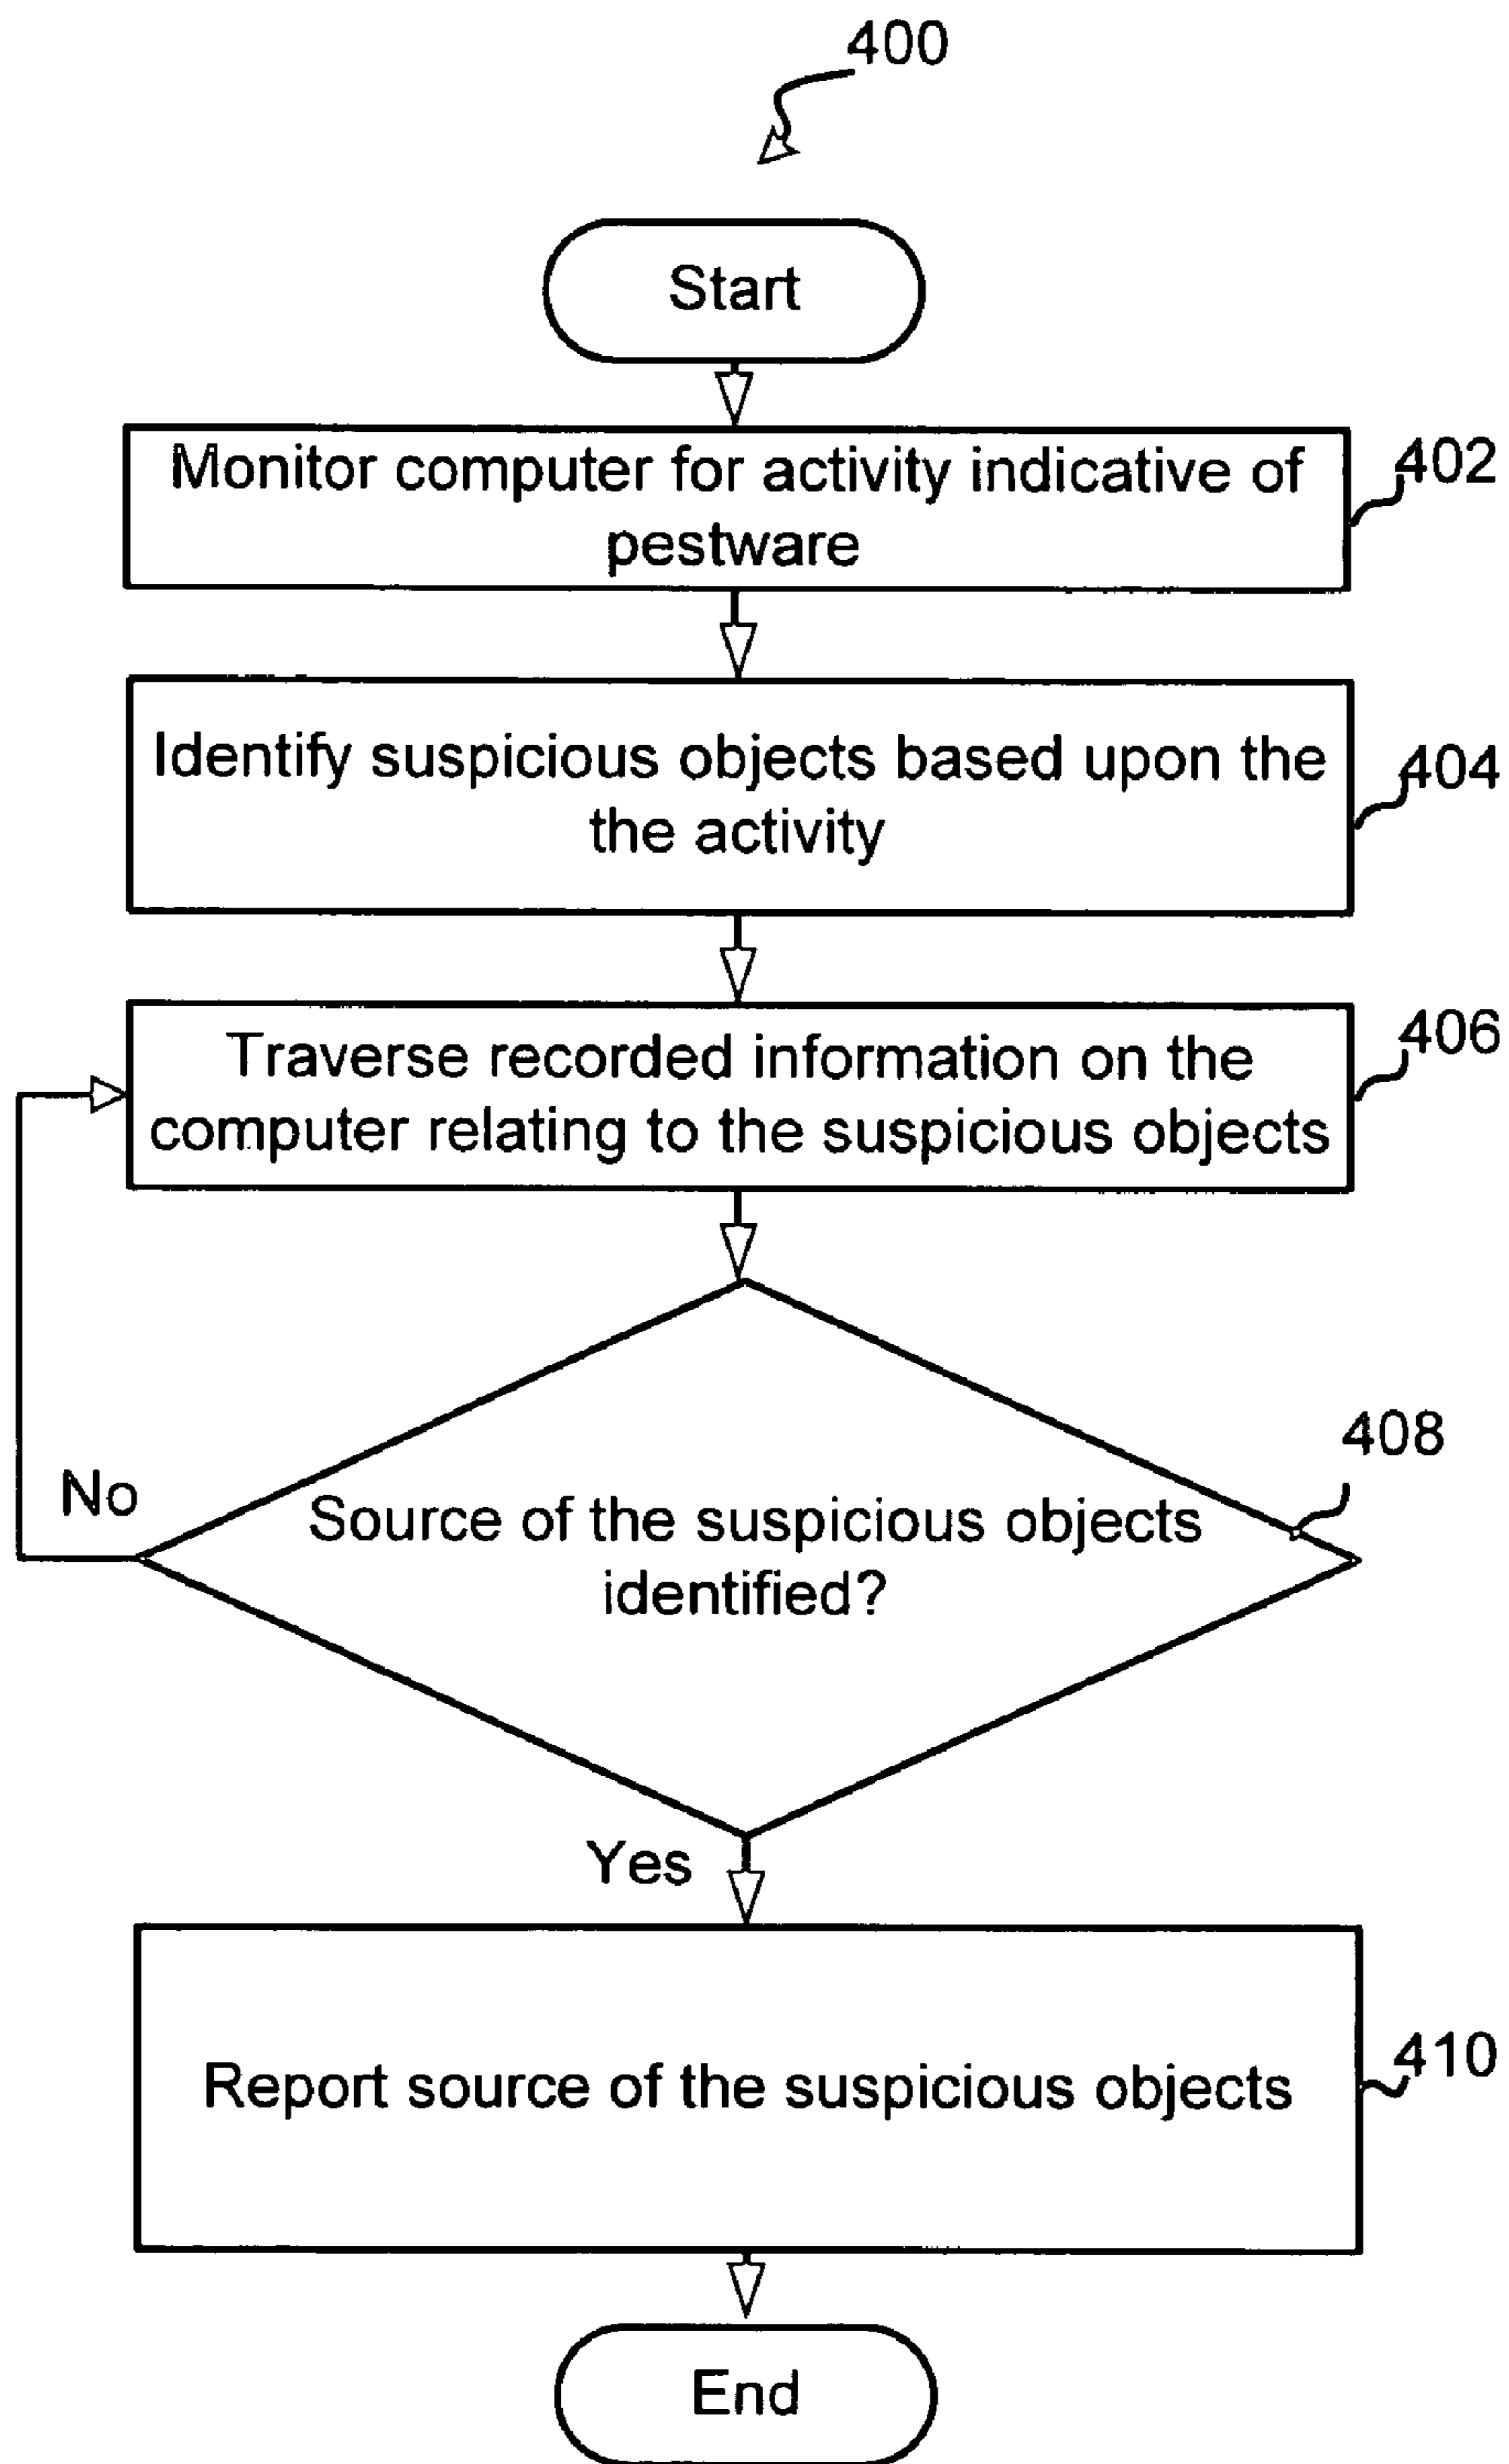 400
Start
Monitor computer for activity indicative of
pestware
402
Identify suspicious objects based upon the
the activity
404
Traverse recorded information on the
computer relating to the suspicious objects
406
408
No
Source of the suspicious objects
identified?
Yes
Report source of the suspicious objects
410
End